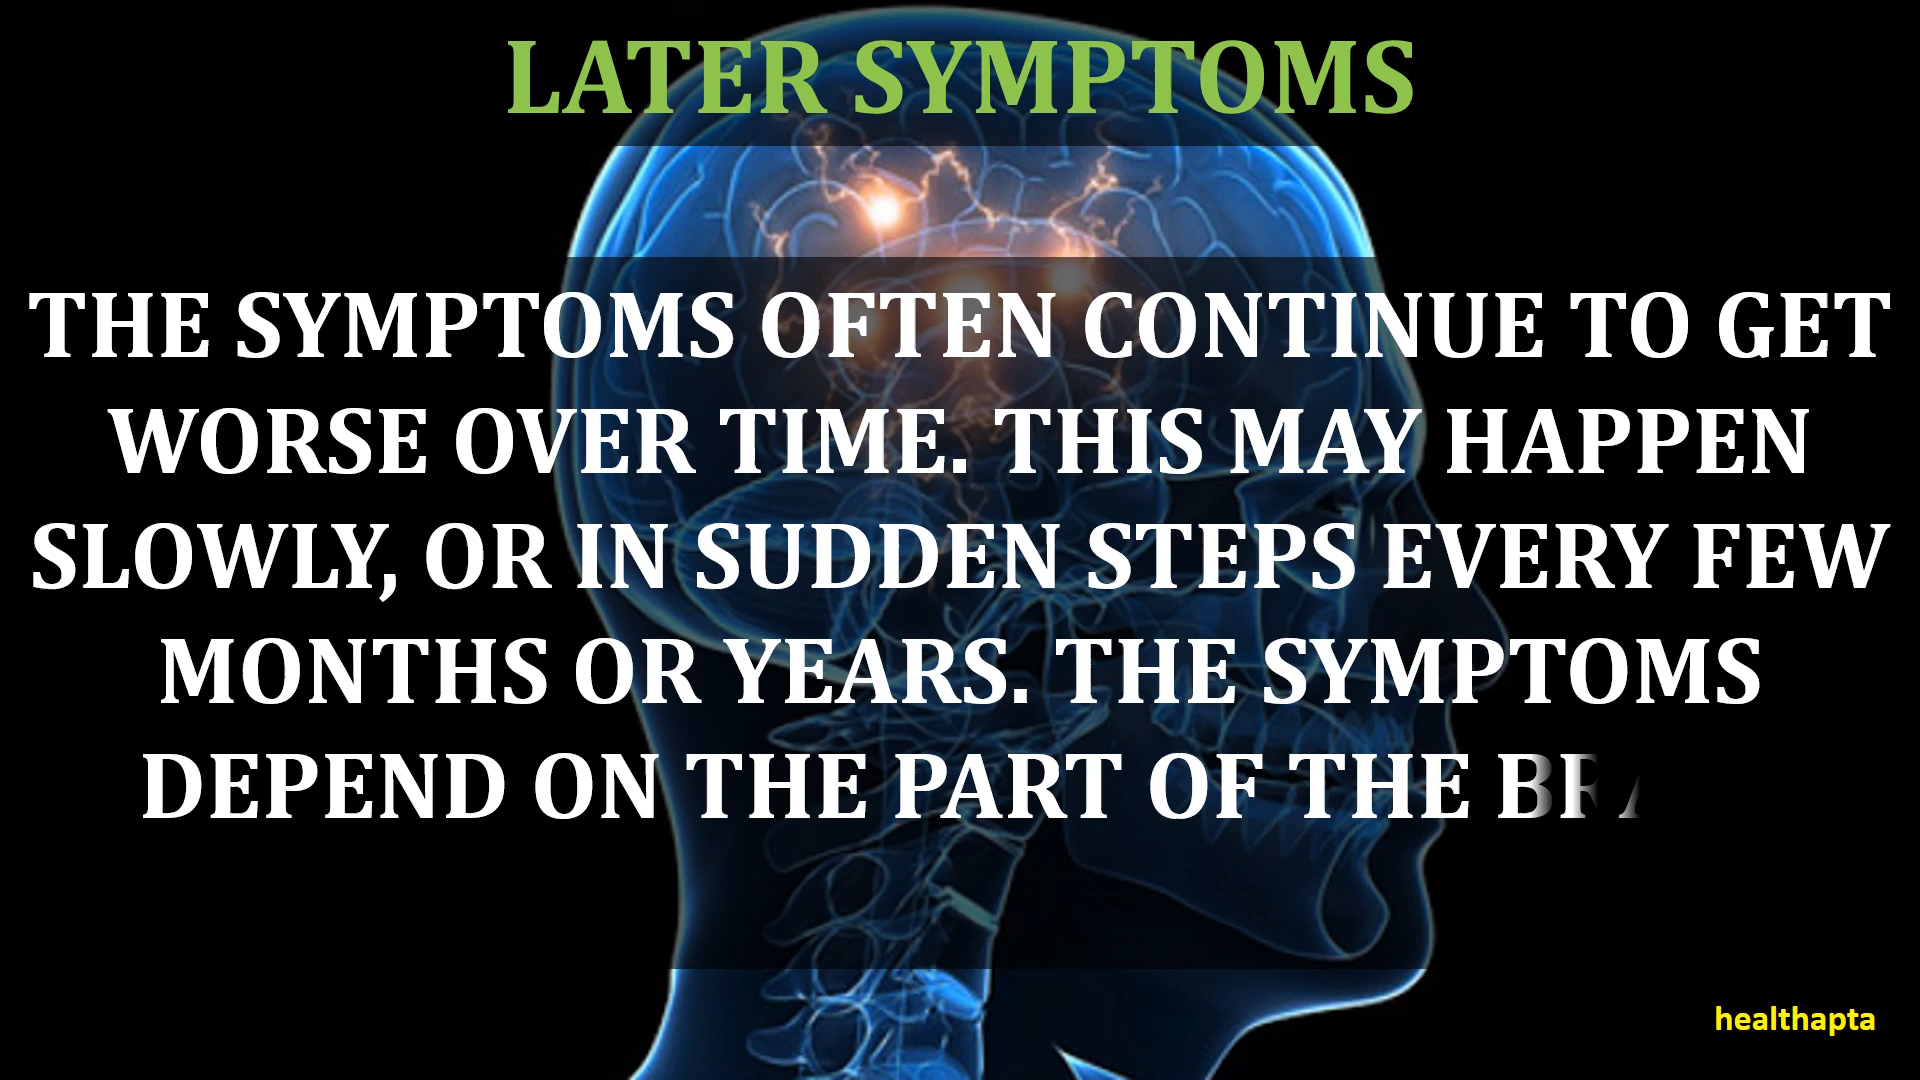 LATER SYMPTOMS
THE SYMPTOMS OFTEN CONTINUE TO GET
WORSE OVER TIME. THIS MAY HAPPEN
SLOWLY, OR IN SUDDEN STEPS EVERY FEW
MONTHS OR YEARS. THE SYMPTOMS
DEPEND ON THE PART OF THE
healthapta